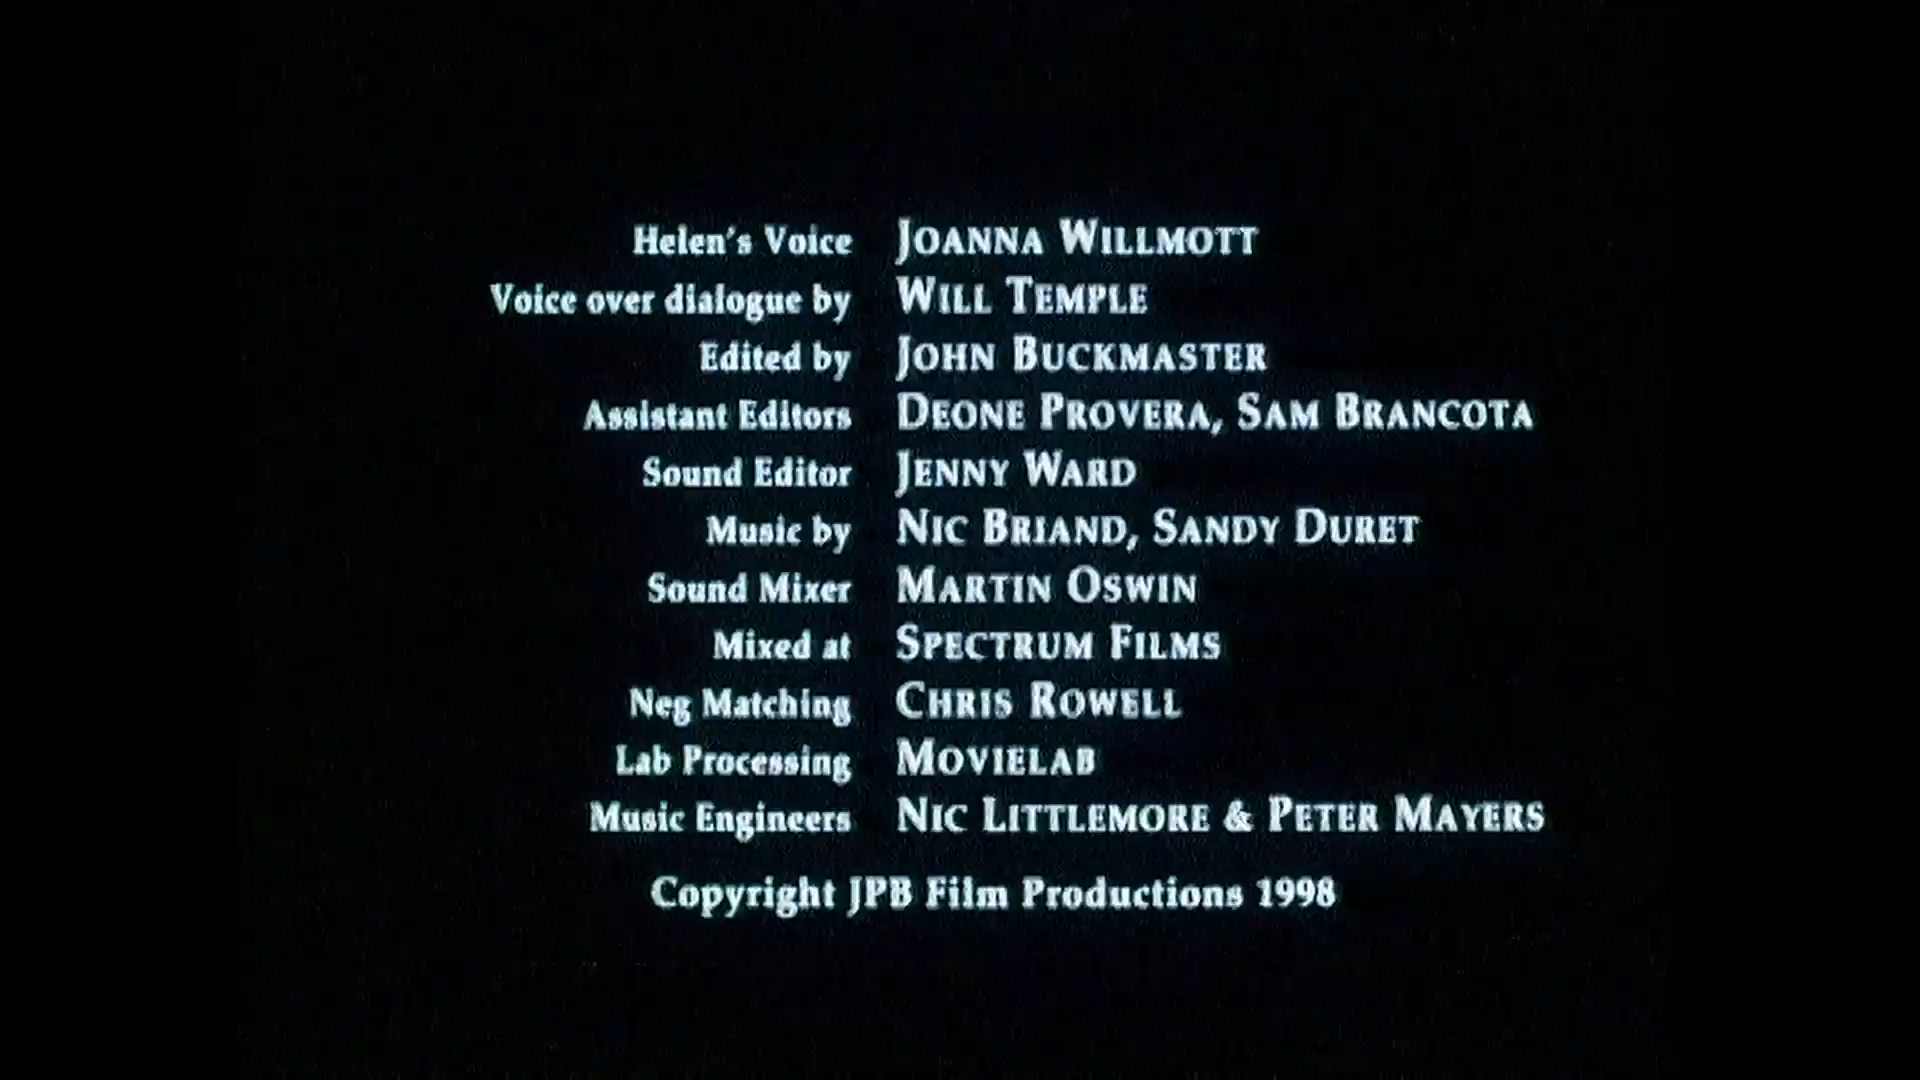 Helen's Voice JOANNA WILLMOTT
Voice over dialogue by WILL TEMPLE
Edited by JOHN BUCKMASTER
Assistant Editors DEONE PROVERA, SAM BRANCOTA
Sound Editor JENNY WARD
Music by NIC BRIAND, SANDY DURET
Sound Mixer MARTIN OSWIN
Mixed at SPECTRUM FILMS
Neg Matching CHRIS ROWELL
Lab Processing MOVIELAB
Music Engineers NIC LITTLEMORE & PETER MAYERS
Copyright JPB Film Productions 1998